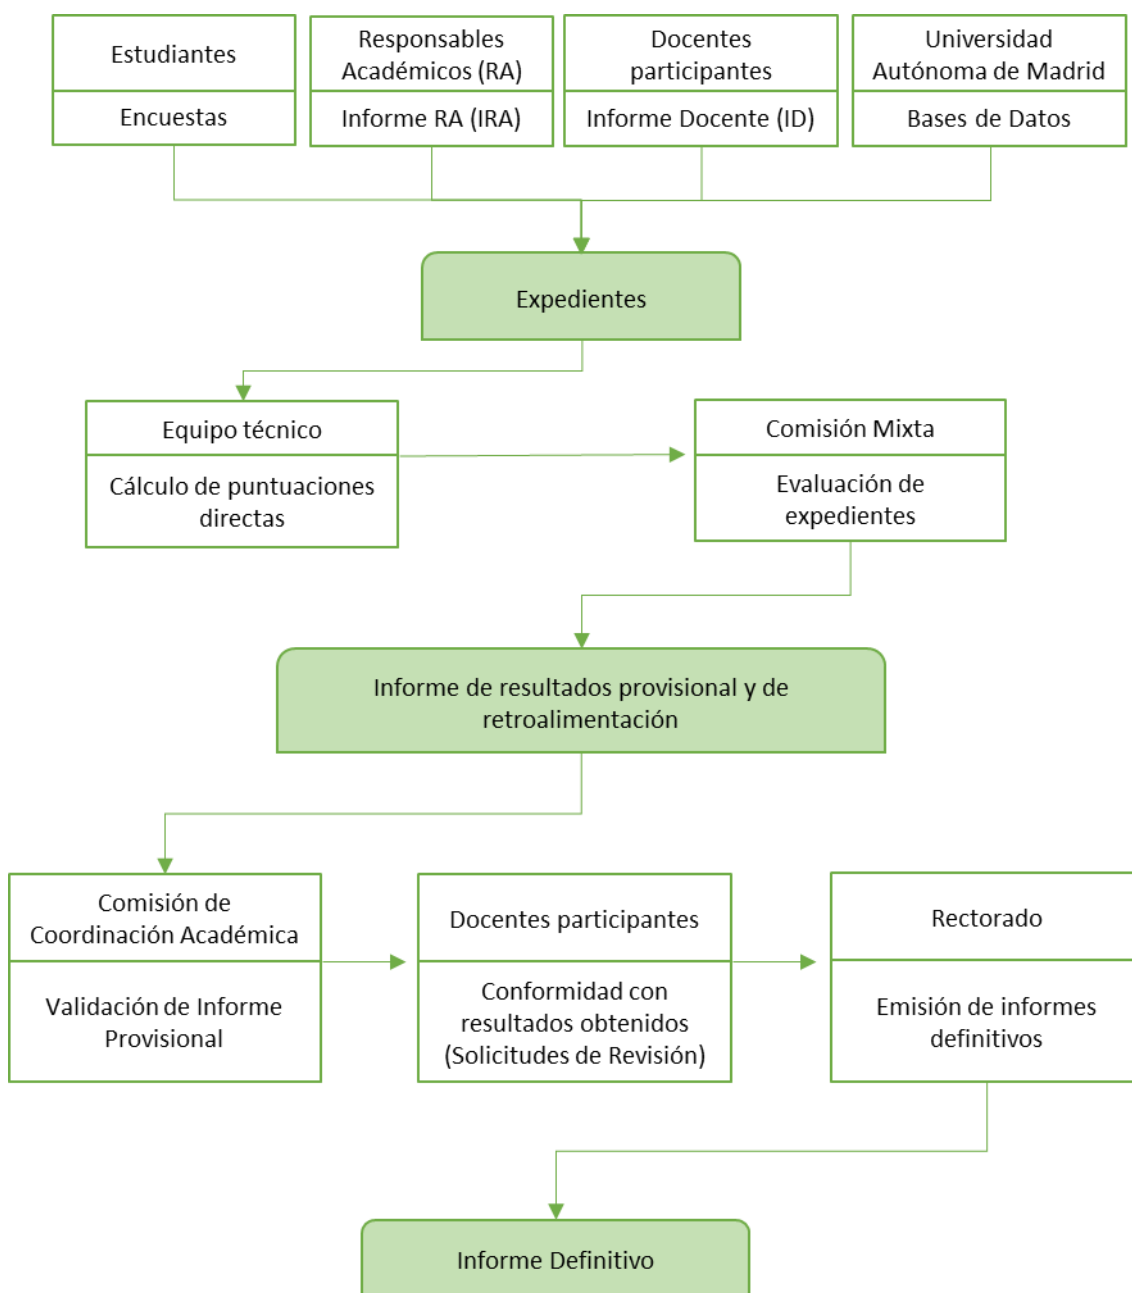 Estudiantes
Encuestas
Responsables
Académicos (RA)
Informe RA (IRA)
Docentes
participantes
Informe Docente (ID)
Universidad
Autónoma de Madrid
Bases de Datos
Expedientes
Equipo técnico
Cálculo de puntuaciones
directas
Comisión Mixta
Evaluación de
expedientes
Informe de resultados provisional y de
retroalimentación
Comisión de
Coordinación Académica
Validación de Informe
Provisional
Docentes participantes
Conformidad con
resultados obtenidos
(Solicitudes de Revisión)
Rectorado
Emisión de informes
definitivos
Informe Definitivo